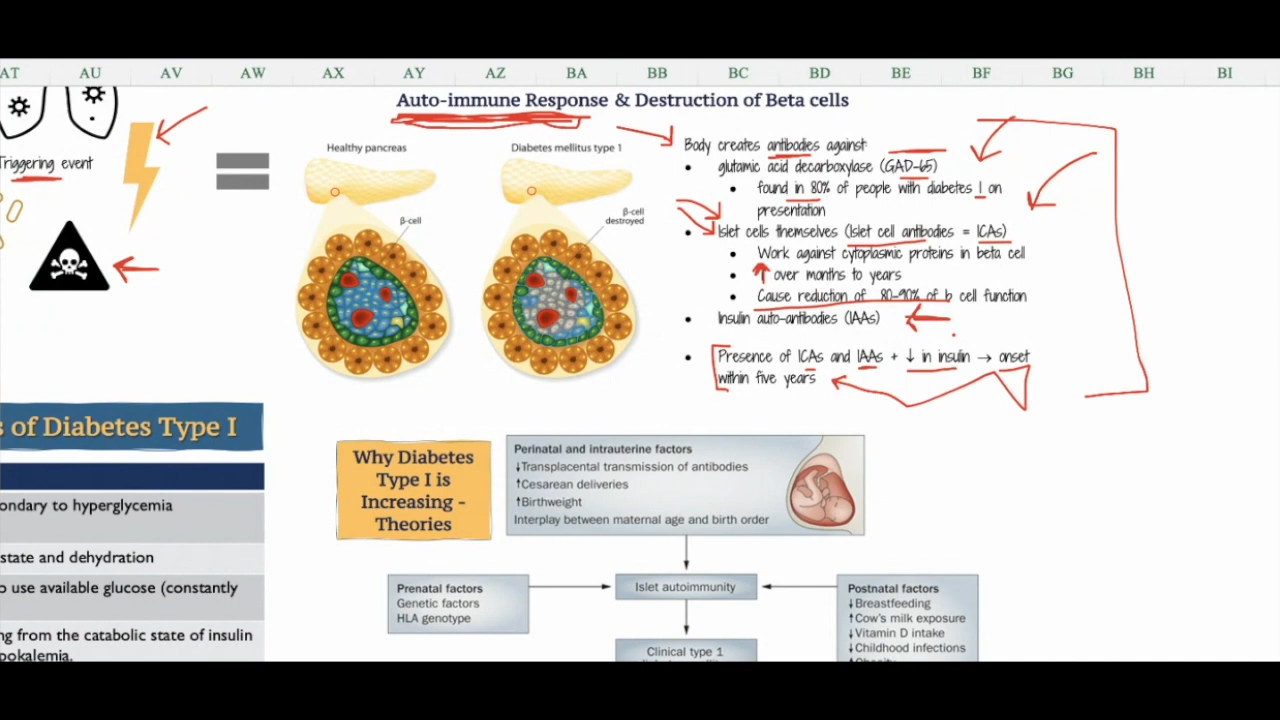 AT AU AV AW AX AY AZ BA BB BC BD BE BF BG BH BI
Auto-immune Response & Destruction of Beta cells
Triggering event
Healthy pancreas
Diabetes mellitus type 1
β-cell
β-cell
destroyed
Body creates antibodies against:
• glutamic acid decarboxylase (GAD-65)
• found in 80% of people with diabetes 1 on
presentation
• Islet cells themselves (Islet cell antibodies = ICAs)
• Work against cytoplasmic proteins in beta cell
• over months to years
• Cause reduction of 80-90% of b cell function
• Insulin auto-antibodies (IAAs)
• Presence of ICAs and IAAs + ↓ in insulin → onset
within five years
s of Diabetes Type I
ondary to hyperglycemia
state and dehydration
o use available glucose (constantly
ng from the catabolic state of insulin
pokalemia.
Why Diabetes
Type I is
Increasing -
Theories
Perinatal and intrauterine factors
↓Transplacental transmission of antibodies
↑Cesarean deliveries
↑Birthweight
Interplay between maternal age and birth order
Prenatal factors
Genetic factors
HLA genotype
Islet autoimmunity
Clinical type 1
Postnatal factors
↓Breastfeeding
↑Cow's milk exposure
↓Vitamin D intake
↓Childhood infections